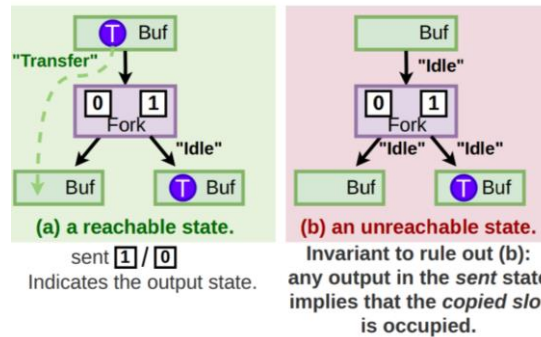 T Buf
"Transfer"
0 1
Fork
"Idle"
Buf
T Buf
(a) a reachable state.
sent 1 / 0
Indicates the output state.
Buf
"Idle"
0 1
Fork
"Idle" "Idle"
Buf
T Buf
(b) an unreachable state.
Invariant to rule out (b):
any output in the sent state
implies that the copied slo
is occupied.